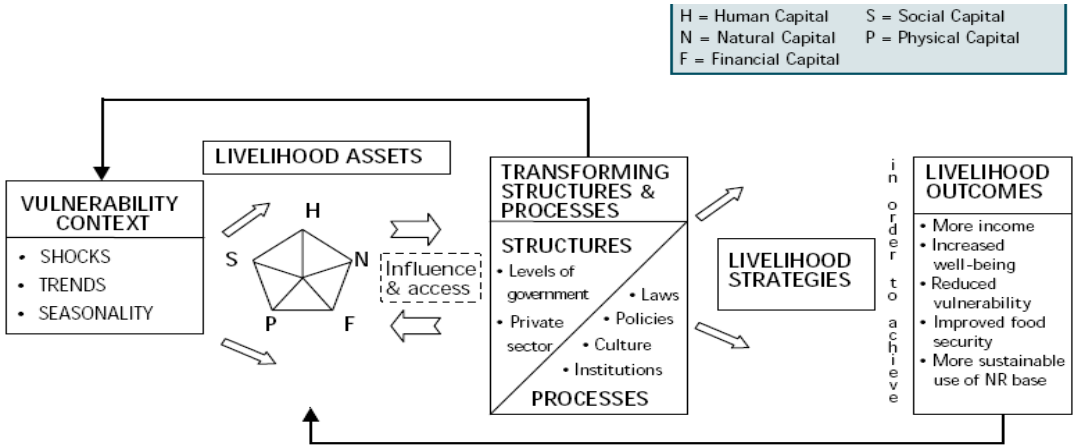 H = Human Capital S = Social Capital
N = Natural Capital P = Physical Capital
F = Financial Capital
LIVELIHOOD ASSETS
VULNERABILITY
CONTEXT
• SHOCKS
• TRENDS
• SEASONALITY
H
S
N
P
F
Influence
& access
TRANSFORMING
STRUCTURES &
PROCESSES
STRUCTURES
• Levels of
government
• Private
sector
• Laws
• Policies
• Culture
• Institutions
PROCESSES
LIVELIHOOD
STRATEGIES
in order to achieve
LIVELIHOOD
OUTCOMES
• More income
• Increased
well-being
• Reduced
vulnerability
• Improved food
security
• More sustainable
use of NR base